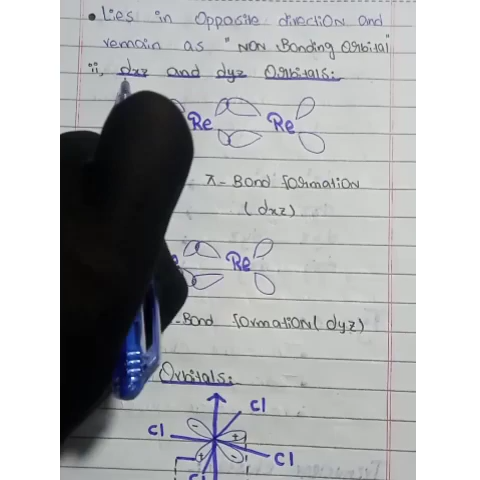 • Lies in opposite direction and
remain as "NON Bonding Orbital"
ii, dxz and dyz Orbitals:
Re Re
π- Bond formation
(dxz)
Re
-Bond formation (dyz)
Orbitals:
Cl
Cl
- +
Cl
+ -
Cl